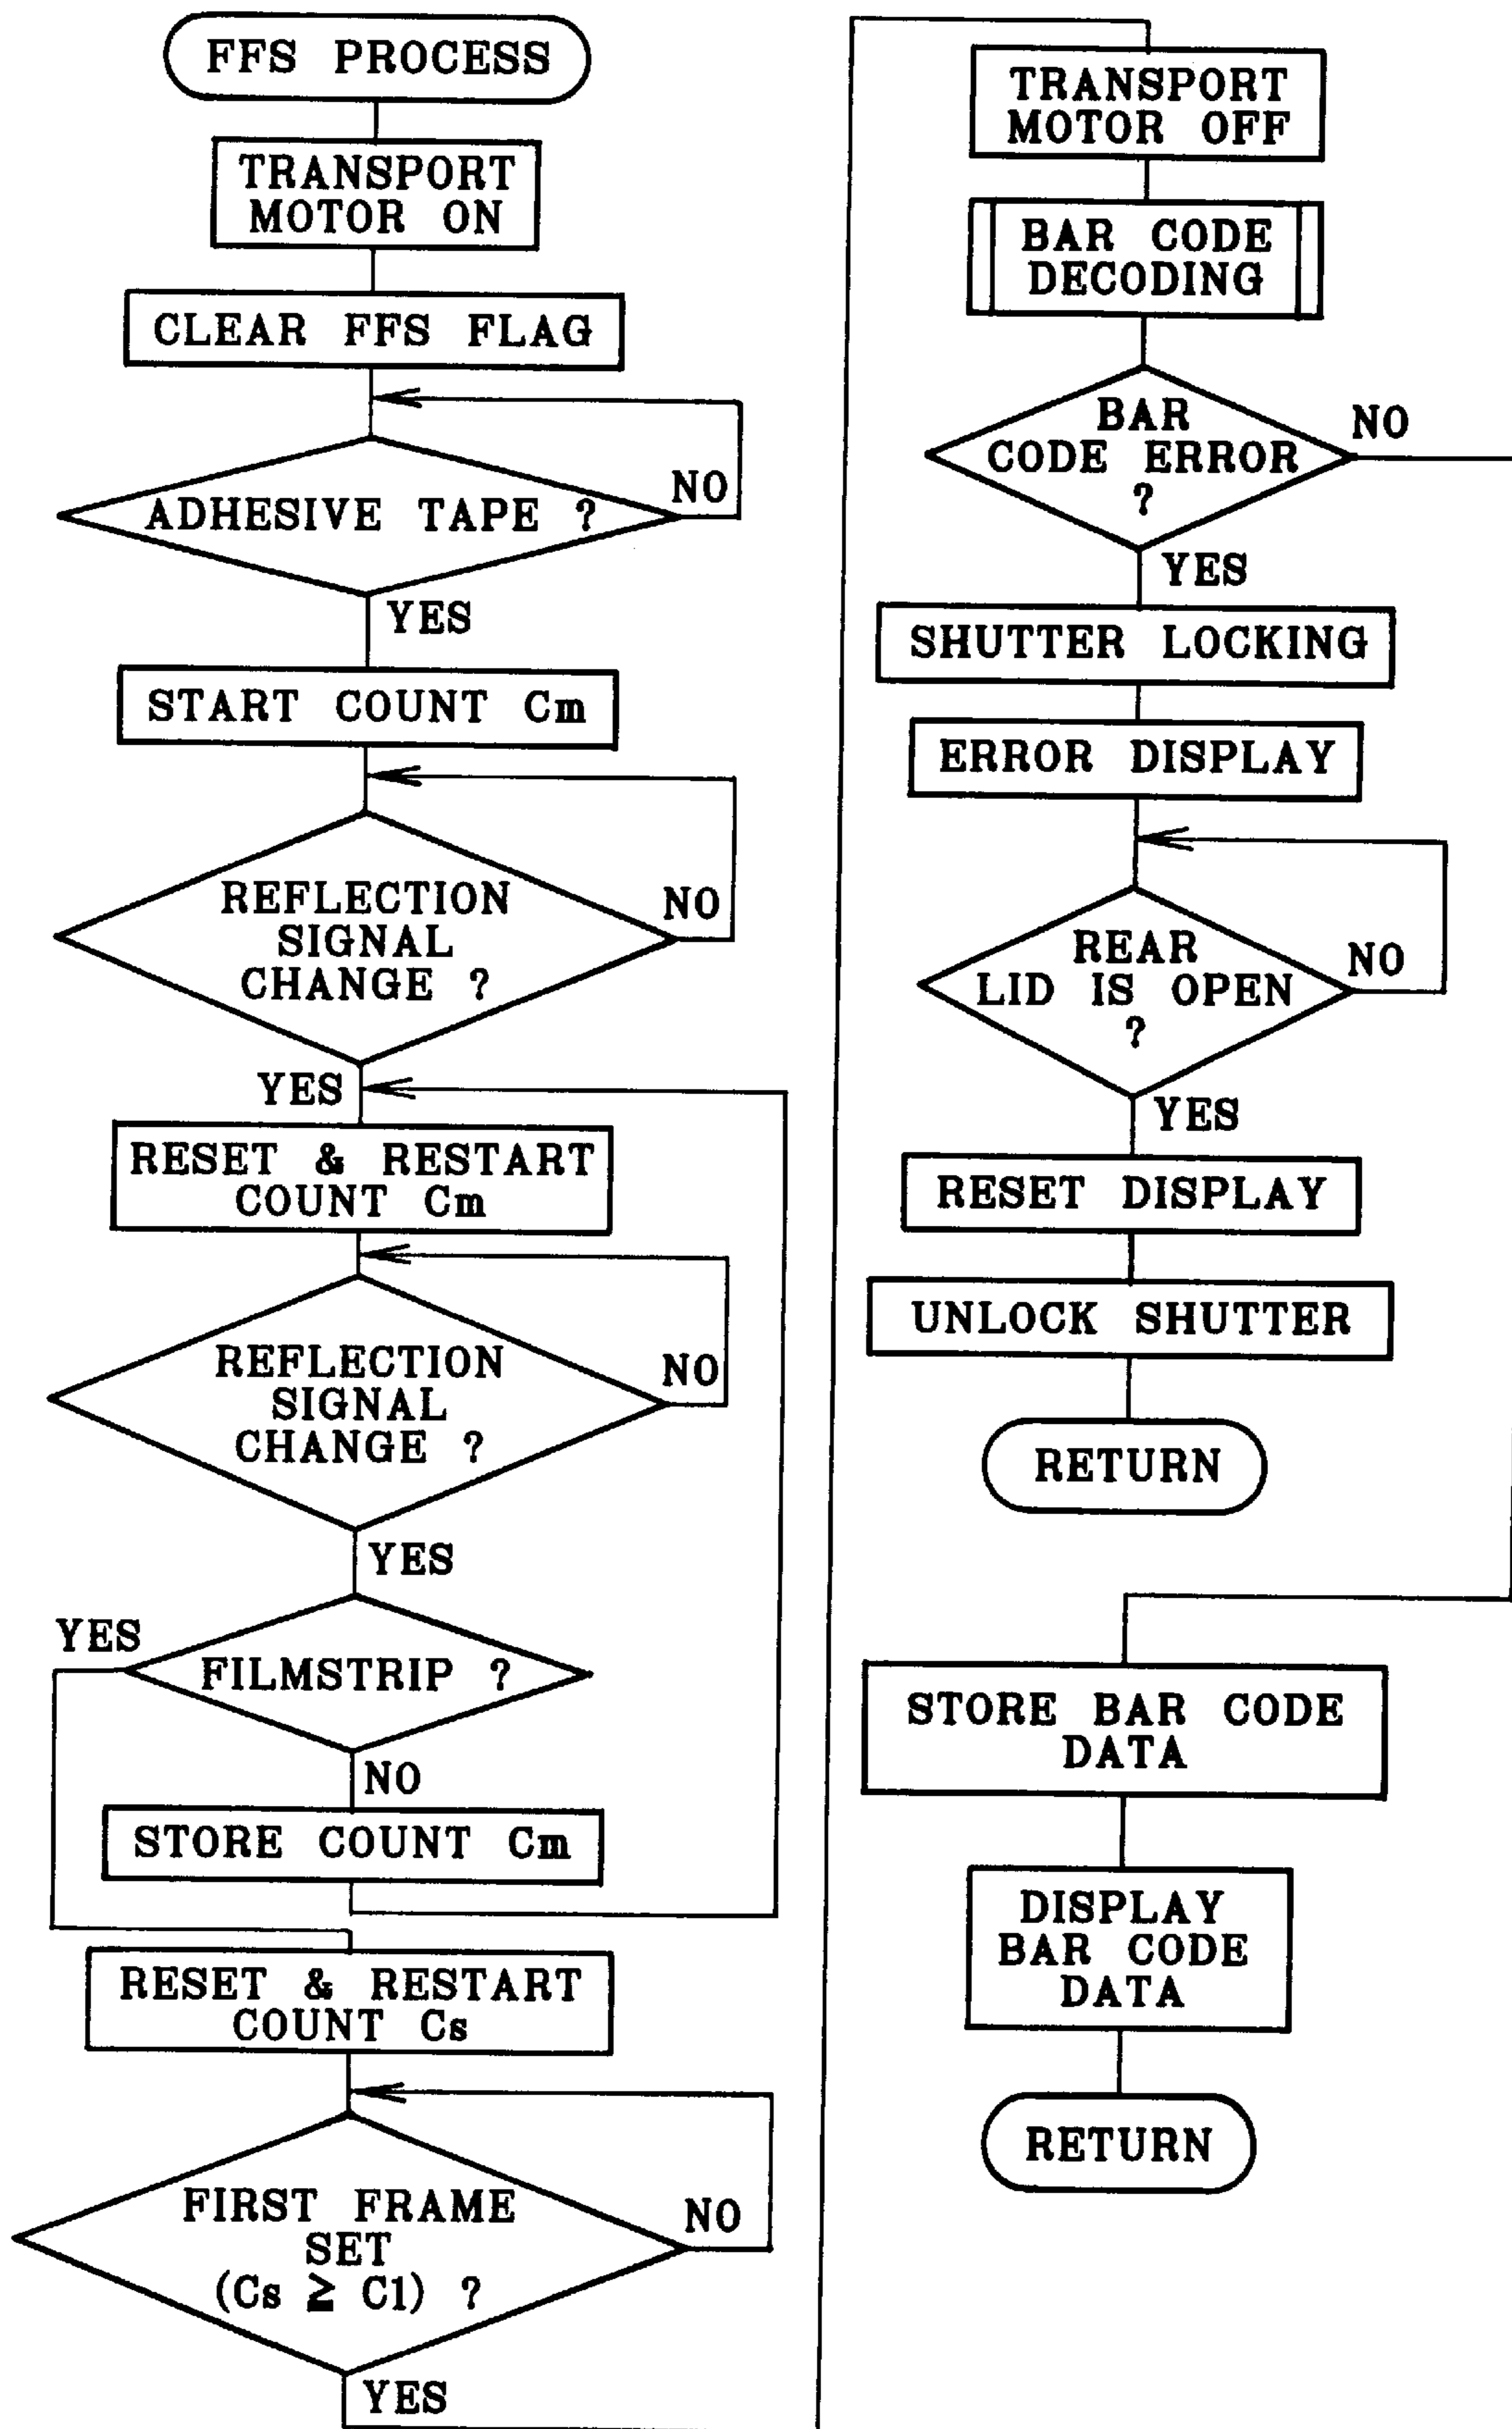 FFS PROCESS
TRANSPORT
MOTOR ON
CLEAR FFS FLAG
NO
ADHESIVE TAPE ?
YES
START COUNT Cm
REFLECTION
NO
SIGNAL
CHANGE ?
YES
RESET & RESTART
COUNT Cm
REFLECTION
NO
SIGNAL
CHANGE ?
YES
YES
FILMSTRIP ?
NO
STORE COUNT Cm
RESET & RESTART
COUNT Cs
FIRST FRAME
NO
SET
(Cs ≧ C1) ?
YES
TRANSPORT
MOTOR OFF
BAR CODE
DECODING
BAR
NO
CODE ERROR
?
YES
SHUTTER LOCKING
ERROR DISPLAY
REAR
NO
LID IS OPEN
?
YES
RESET DISPLAY
UNLOCK SHUTTER
RETURN
STORE BAR CODE
DATA
DISPLAY
BAR CODE
DATA
RETURN